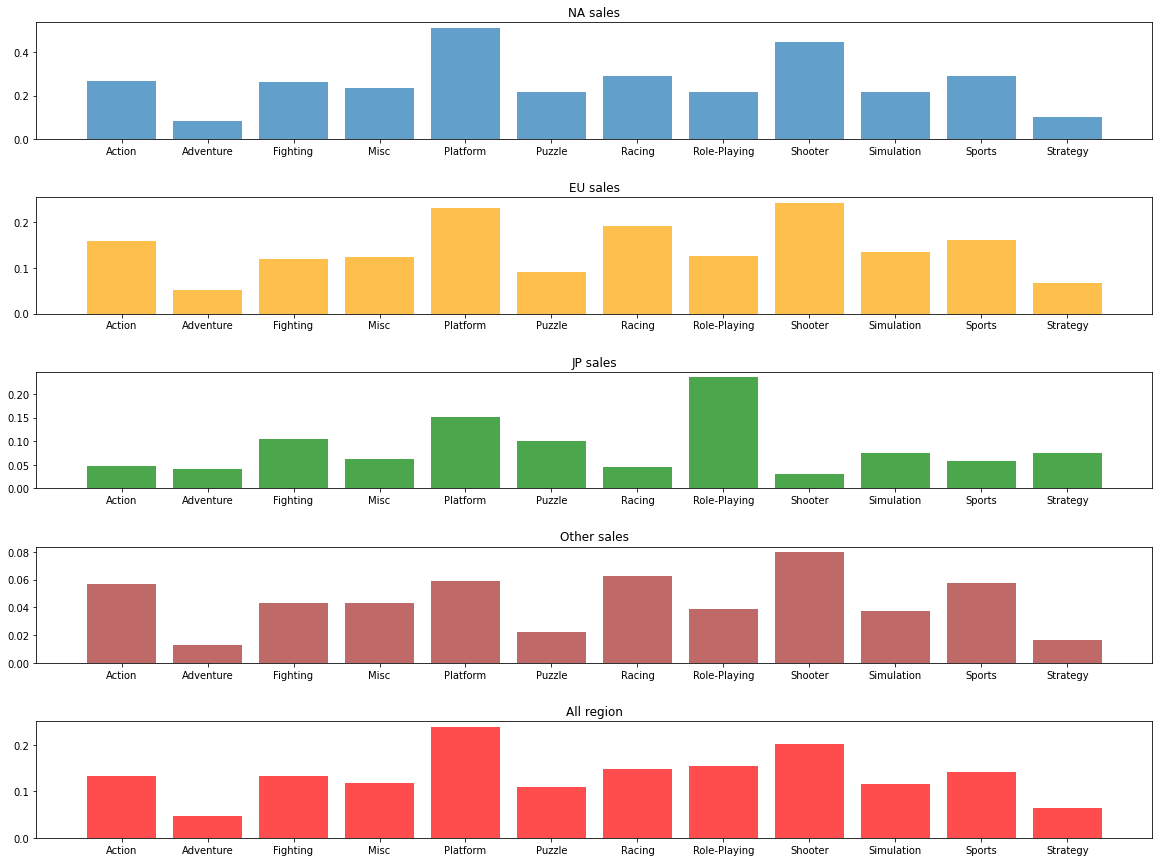 NA sales
0.4
0.2
0.0
Action Adventure Fighting Misc Platform Puzzle Racing Role-Playing Shooter Simulation Sports Strategy
EU sales
0.2
0.1
0.0
Action Adventure Fighting Misc Platform Puzzle Racing Role-Playing Shooter Simulation Sports Strategy
JP sales
0.20
0.15
0.10
0.05
0.00
Action Adventure Fighting Misc Platform Puzzle Racing Role-Playing Shooter Simulation Sports Strategy
Other sales
0.08
0.06
0.04
0.02
0.00
Action Adventure Fighting Misc Platform Puzzle Racing Role-Playing Shooter Simulation Sports Strategy
All region
0.2
0.1
0.0
Action Adventure Fighting Misc Platform Puzzle Racing Role-Playing Shooter Simulation Sports Strategy